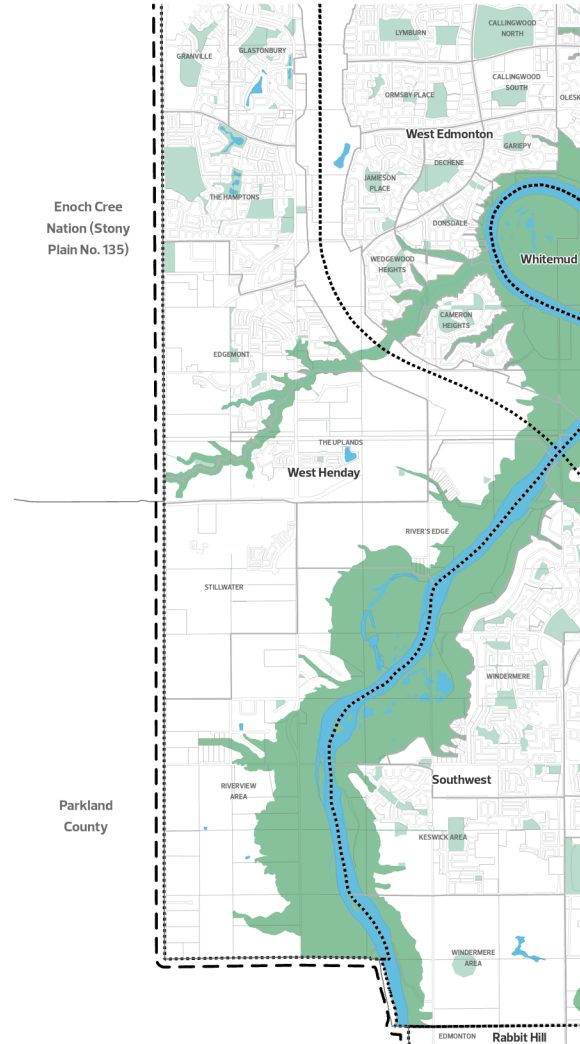 CALLINGWOOD
NORTH
LYMBURN
GLASTONBURY
GRANVILLE
CALLINGWOOD
SOUTH
ORMSBY PLACE
OLESK
West Edmonton
GARIEPY
DECHENE
JAMIESON
PLACE
THE HAMPTONS
Enoch Cree
Nation (Stony
Plain No. 135)
DONSDALE
Whitemud
WEDGEWOOD
HEIGHTS
CAMERON
HEIGHTS
EDGEMONT
THE UPLANDS
West Henday
RIVER'S EDGE
STILLWATER
WINDERMERE
Southwest
RIVERVIEW
AREA
Parkland
County
KESWICK AREA
WINDERMERE
AREA
EDMONTON
Rabbit Hill